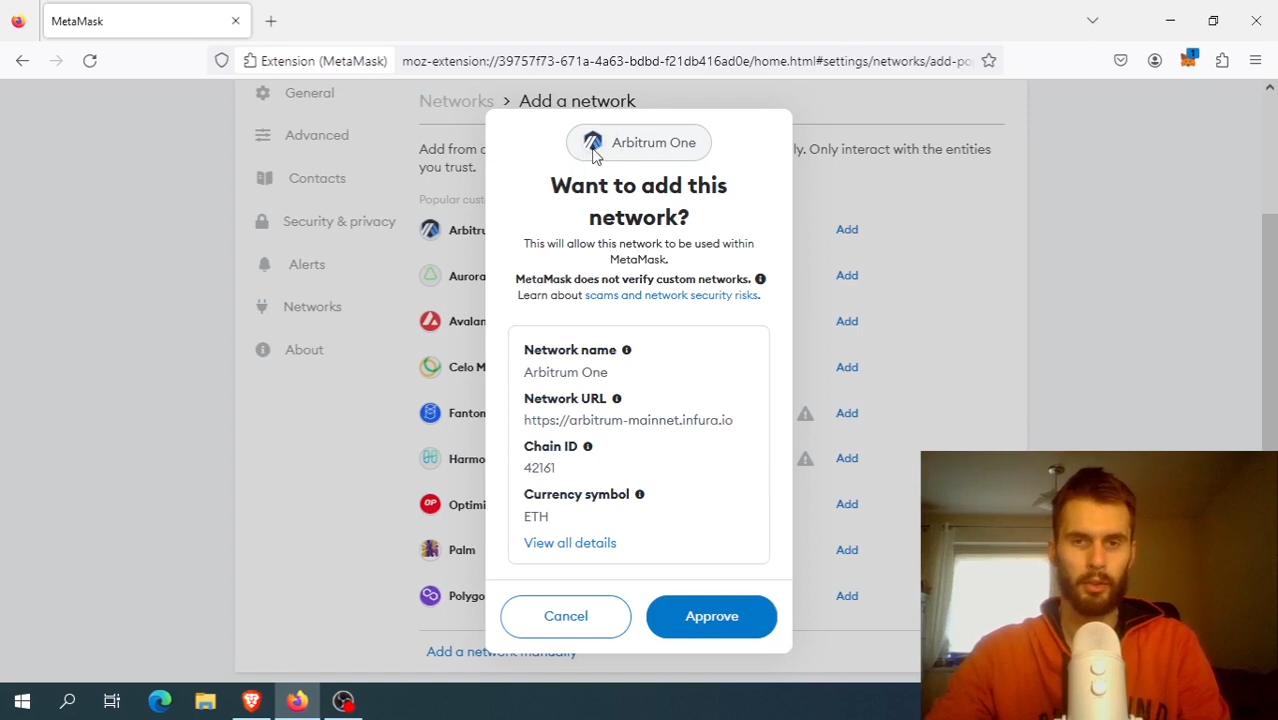 MetaMask
Extension (MetaMask)
moz-extension://39757f73-671a-4a63-bdbd-f21db416ad0e/home.html#settings/networks/add-po
General
Advanced
Contacts
Security & privacy
Alerts
Networks
About
Networks > Add a network
Add from
ly. Only interact with the entities
you trust.
Popular cust
Arbitru
Add
Aurora
Add
Avalan
Add
Celo M
Add
Fantom
Add
Harmo
Add
Optimi
Add
Palm
Add
Polygo
Add
Add a network manually
Arbitrum One
Want to add this
network?
This will allow this network to be used within
MetaMask.
MetaMask does not verify custom networks.
Learn about scams and network security risks.
Network name
Arbitrum One
Network URL
https://arbitrum-mainnet.infura.io
Chain ID
42161
Currency symbol
ETH
View all details
Cancel
Approve